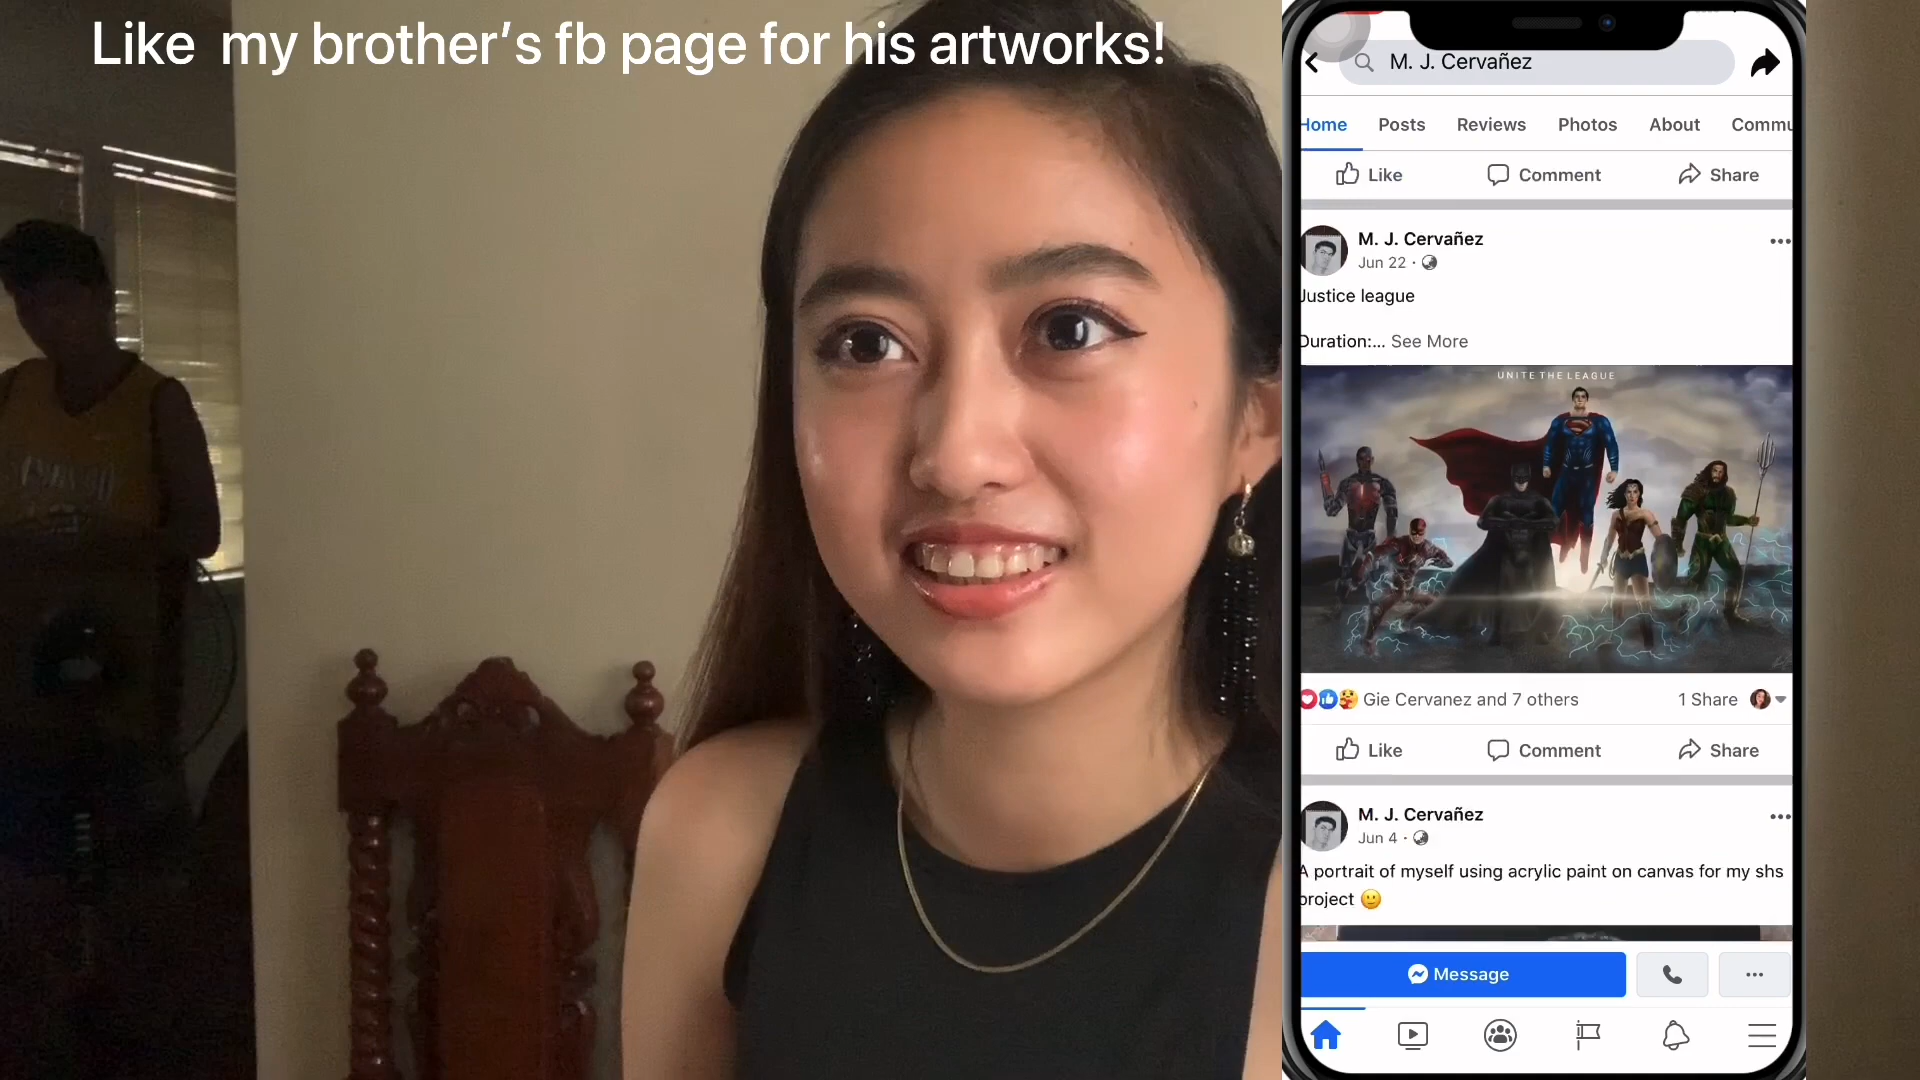 Like my brother's fb page for his artworks!
M. J. Cervañez
Home Posts Reviews Photos About Commu
Like Comment Share
M. J. Cervañez
Jun 22 ·
Justice league
Duration:... See More
UNITE THE LEAGUE
Gie Cervanez and 7 others 1 Share
Like Comment Share
M. J. Cervañez
Jun 4 ·
A portrait of myself using acrylic paint on canvas for my shs
project 🙂
Message